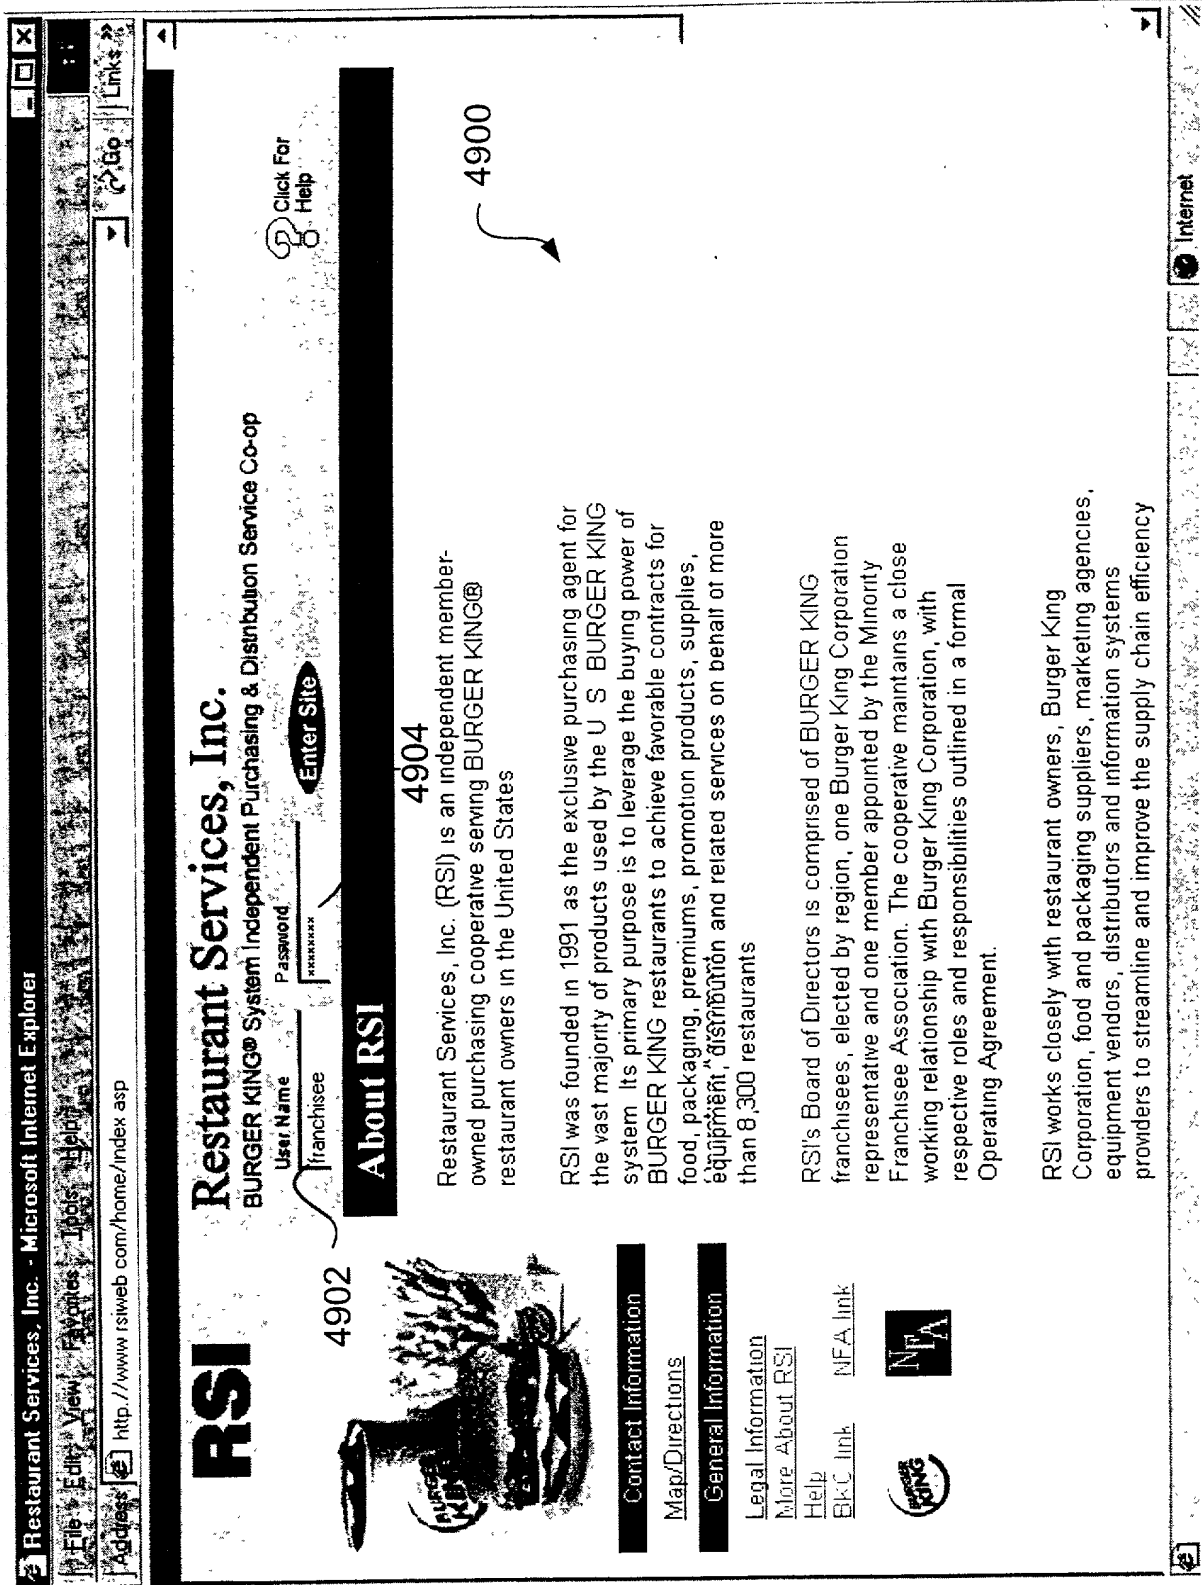 Restaurant Services, Inc. - Microsoft Internet Explorer
File Edit View Favorites Tools Help
Address http://www rsiweb com/home/index asp Go Links »
RSI
Restaurant Services, Inc.
BURGER KING® System Independent Purchasing & Distribution Service Co-op
User Name Password
franchisee ******** Enter Site
Click For
Help
4902
4904
4900
About RSI
Restaurant Services, Inc. (RSI) is an independent member-
owned purchasing cooperative serving BURGER KING®
restaurant owners in the United States
RSI was founded in 1991 as the exclusive purchasing agent for
the vast majority of products used by the U S BURGER KING
system Its primary purpose is to leverage the buying power of
BURGER KING restaurants to achieve favorable contracts for
food, packaging, premiums, promotion products, supplies,
equipment, distribution and related services on behalf of more
than 8,300 restaurants
RSI's Board of Directors is comprised of BURGER KING
franchisees, elected by region, one Burger King Corporation
representative and one member appointed by the Minority
Franchisee Association. The cooperative mantains a close
working relationship with Burger King Corporation, with
respective roles and responsibilities outlined in a formal
Operating Agreement.
RSI works closely with restaurant owners, Burger King
Corporation, food and packaging suppliers, marketing agencies,
equipment vendors, distributors and information systems
providers to streamline and improve the supply chain efficiency
BURGER
KING
Contact Information
Map/Directions
General Information
Legal Information
More About RSI
Help
BKC link NFA link
BURGER
KING
NFA
Internet